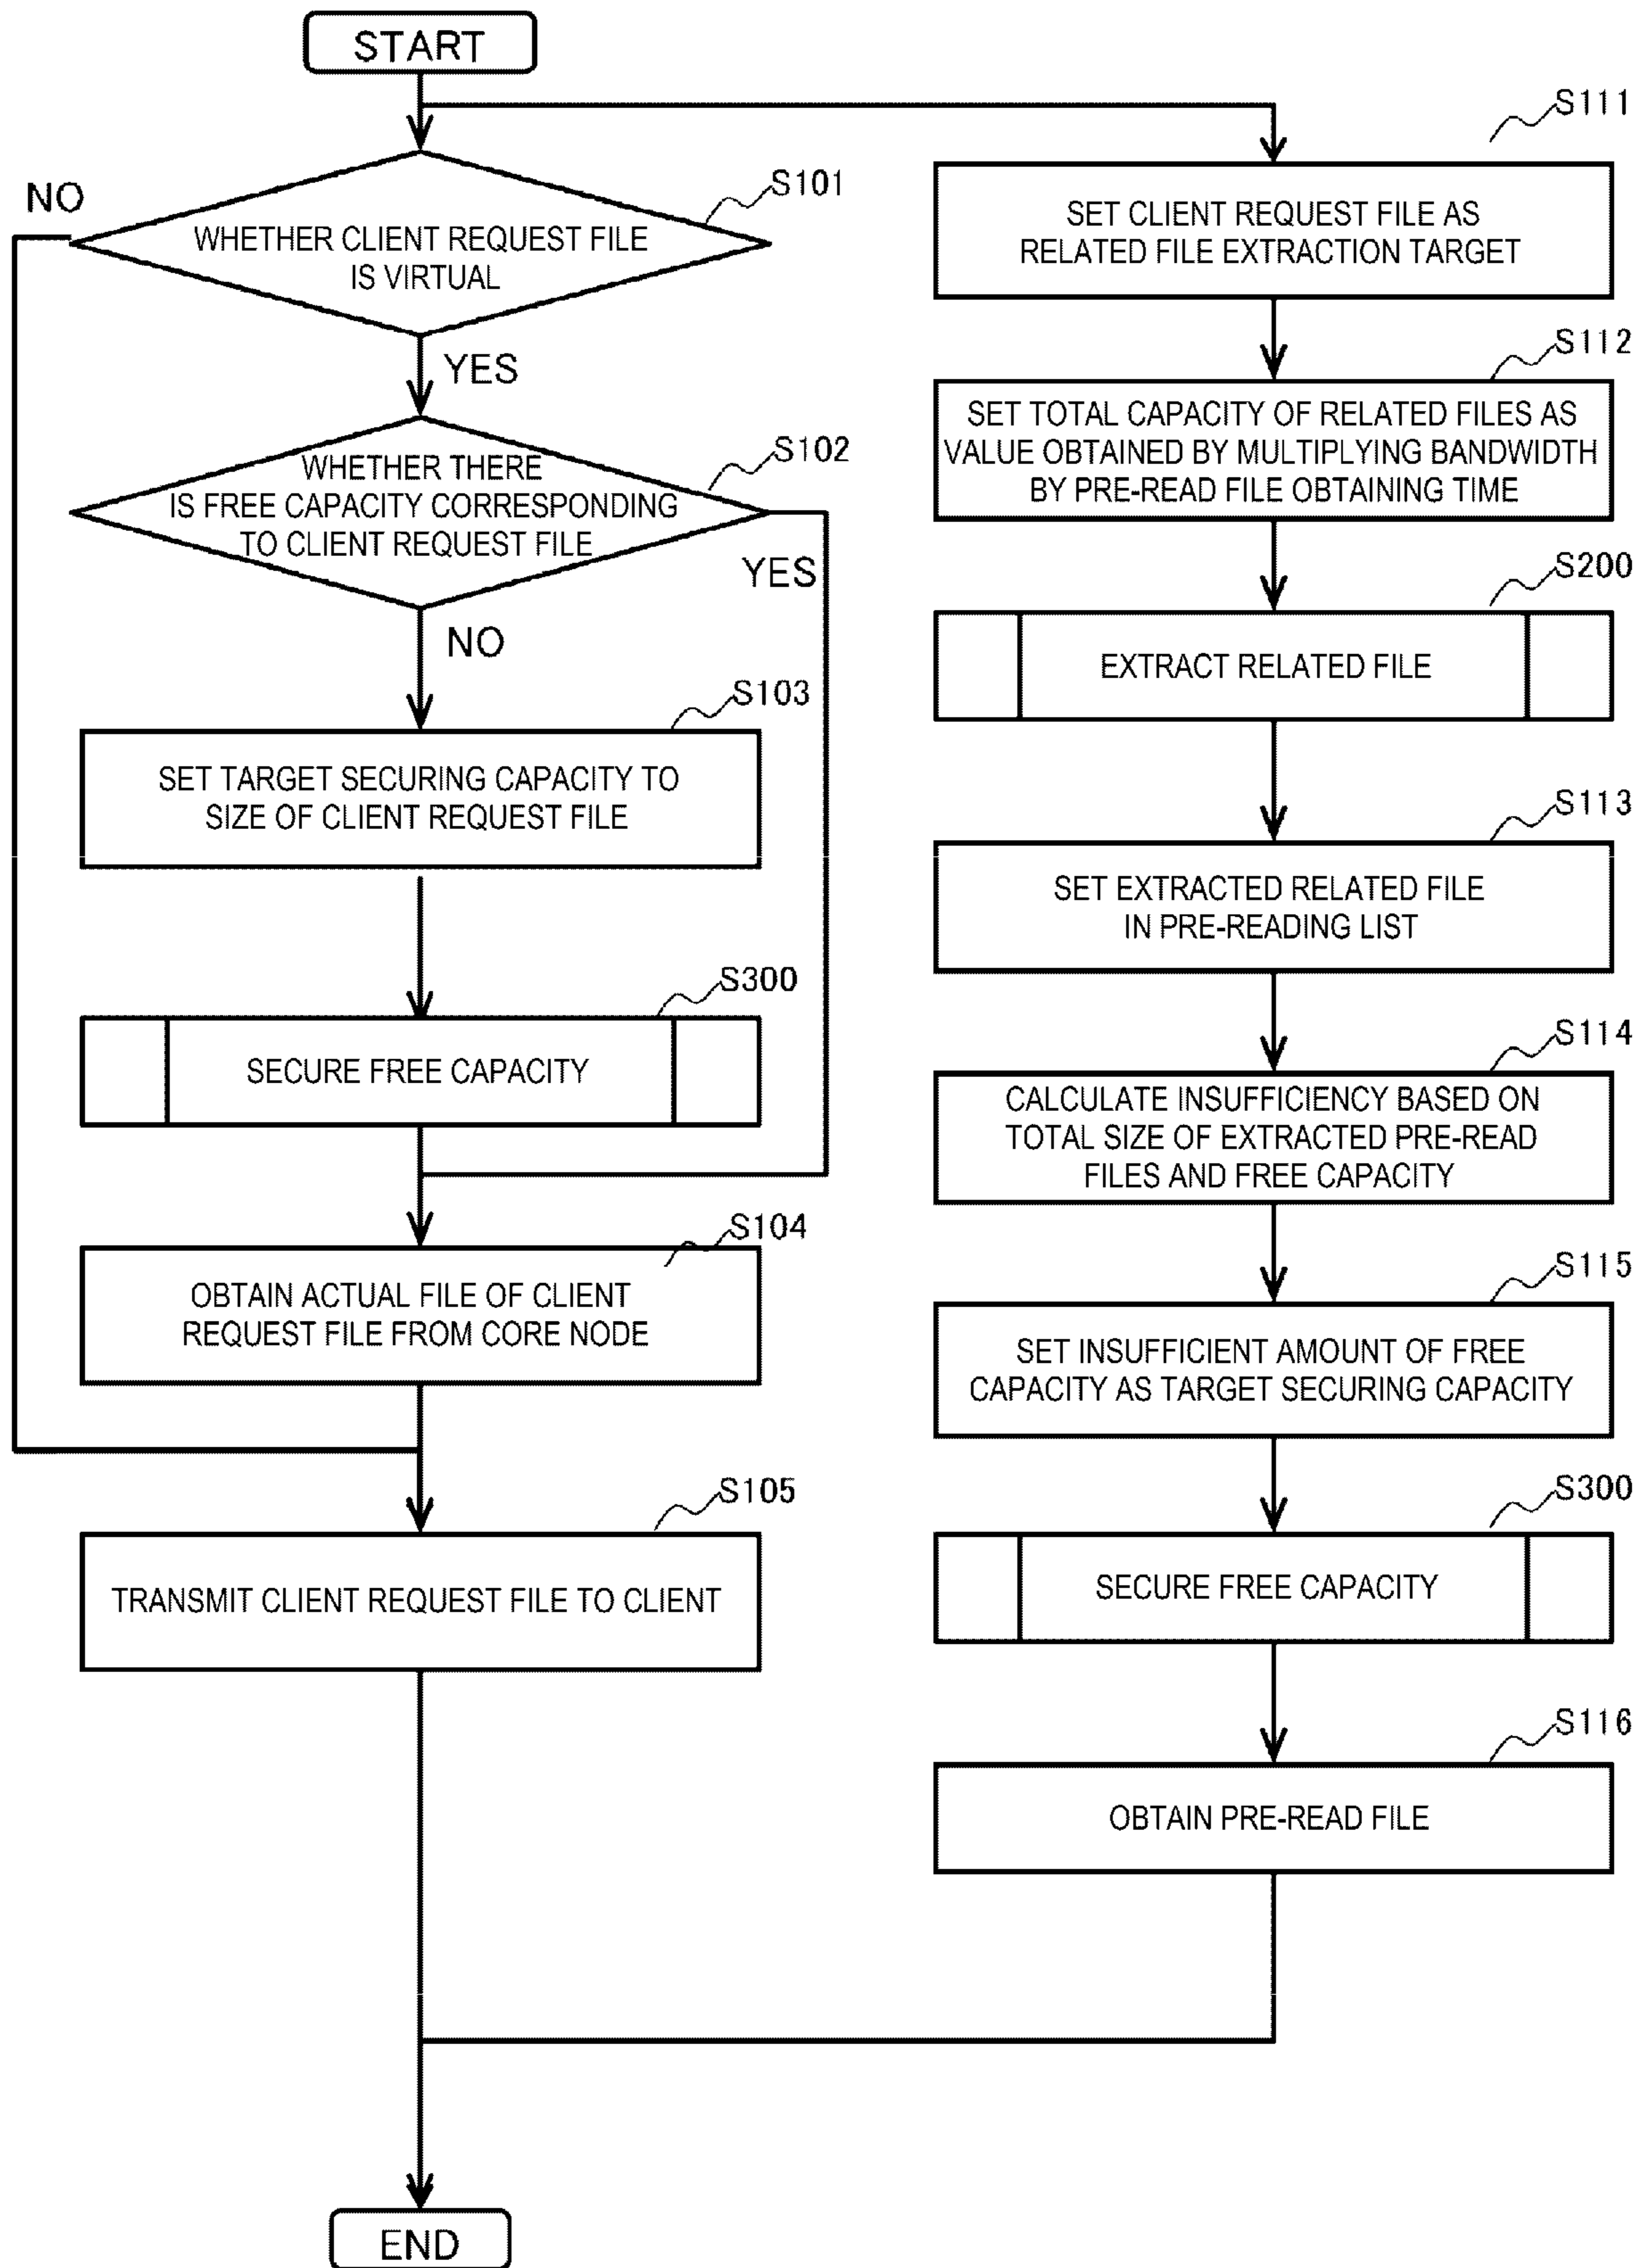 START
S101
NO
WHETHER CLIENT REQUEST FILE
IS VIRTUAL
YES
S102
WHETHER THERE
IS FREE CAPACITY CORRESPONDING
TO CLIENT REQUEST FILE
YES
NO
S103
SET TARGET SECURING CAPACITY TO
SIZE OF CLIENT REQUEST FILE
S300
SECURE FREE CAPACITY
S104
OBTAIN ACTUAL FILE OF CLIENT
REQUEST FILE FROM CORE NODE
S105
TRANSMIT CLIENT REQUEST FILE TO CLIENT
S111
SET CLIENT REQUEST FILE AS
RELATED FILE EXTRACTION TARGET
S112
SET TOTAL CAPACITY OF RELATED FILES AS
VALUE OBTAINED BY MULTIPLYING BANDWIDTH
BY PRE-READ FILE OBTAINING TIME
S200
EXTRACT RELATED FILE
S113
SET EXTRACTED RELATED FILE
IN PRE-READING LIST
S114
CALCULATE INSUFFICIENCY BASED ON
TOTAL SIZE OF EXTRACTED PRE-READ
FILES AND FREE CAPACITY
S115
SET INSUFFICIENT AMOUNT OF FREE
CAPACITY AS TARGET SECURING CAPACITY
S300
SECURE FREE CAPACITY
S116
OBTAIN PRE-READ FILE
END